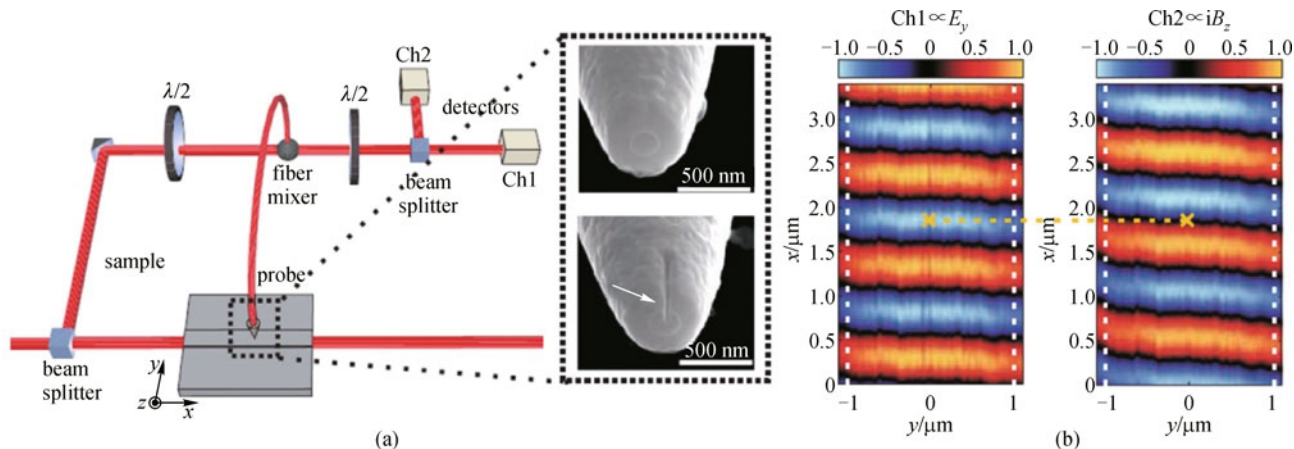 Ch2
λ/2
λ/2
detectors
fiber
mixer
beam
splitter
Ch1
sample
probe
beam
splitter
y
z
x
500 nm
500 nm
(a)
Ch1∝E_y
Ch2∝iB_z
−1.0 −0.5 0 0.5 1.0
−1.0 −0.5 0 0.5 1.0
3.0
2.5
2.0
1.5
1.0
0.5
0
x/μm
−1 0 1
y/μm
3.0
2.5
2.0
1.5
1.0
0.5
0
x/μm
−1 0 1
y/μm
(b)